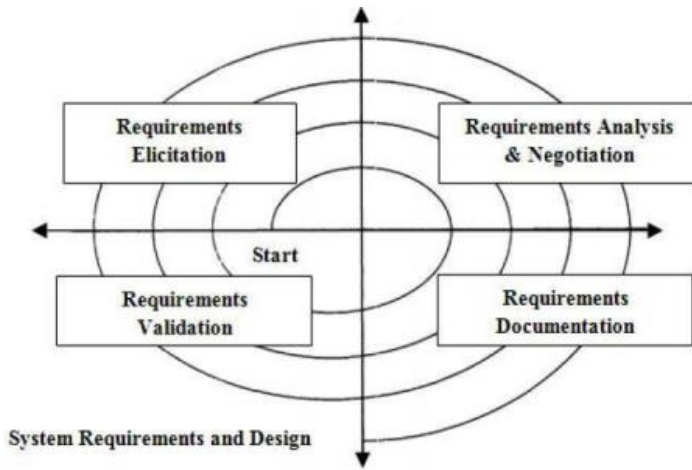 Requirements
Elicitation
Requirements Analysis
& Negotiation
Start
Requirements
Validation
Requirements
Documentation
System Requirements and Design